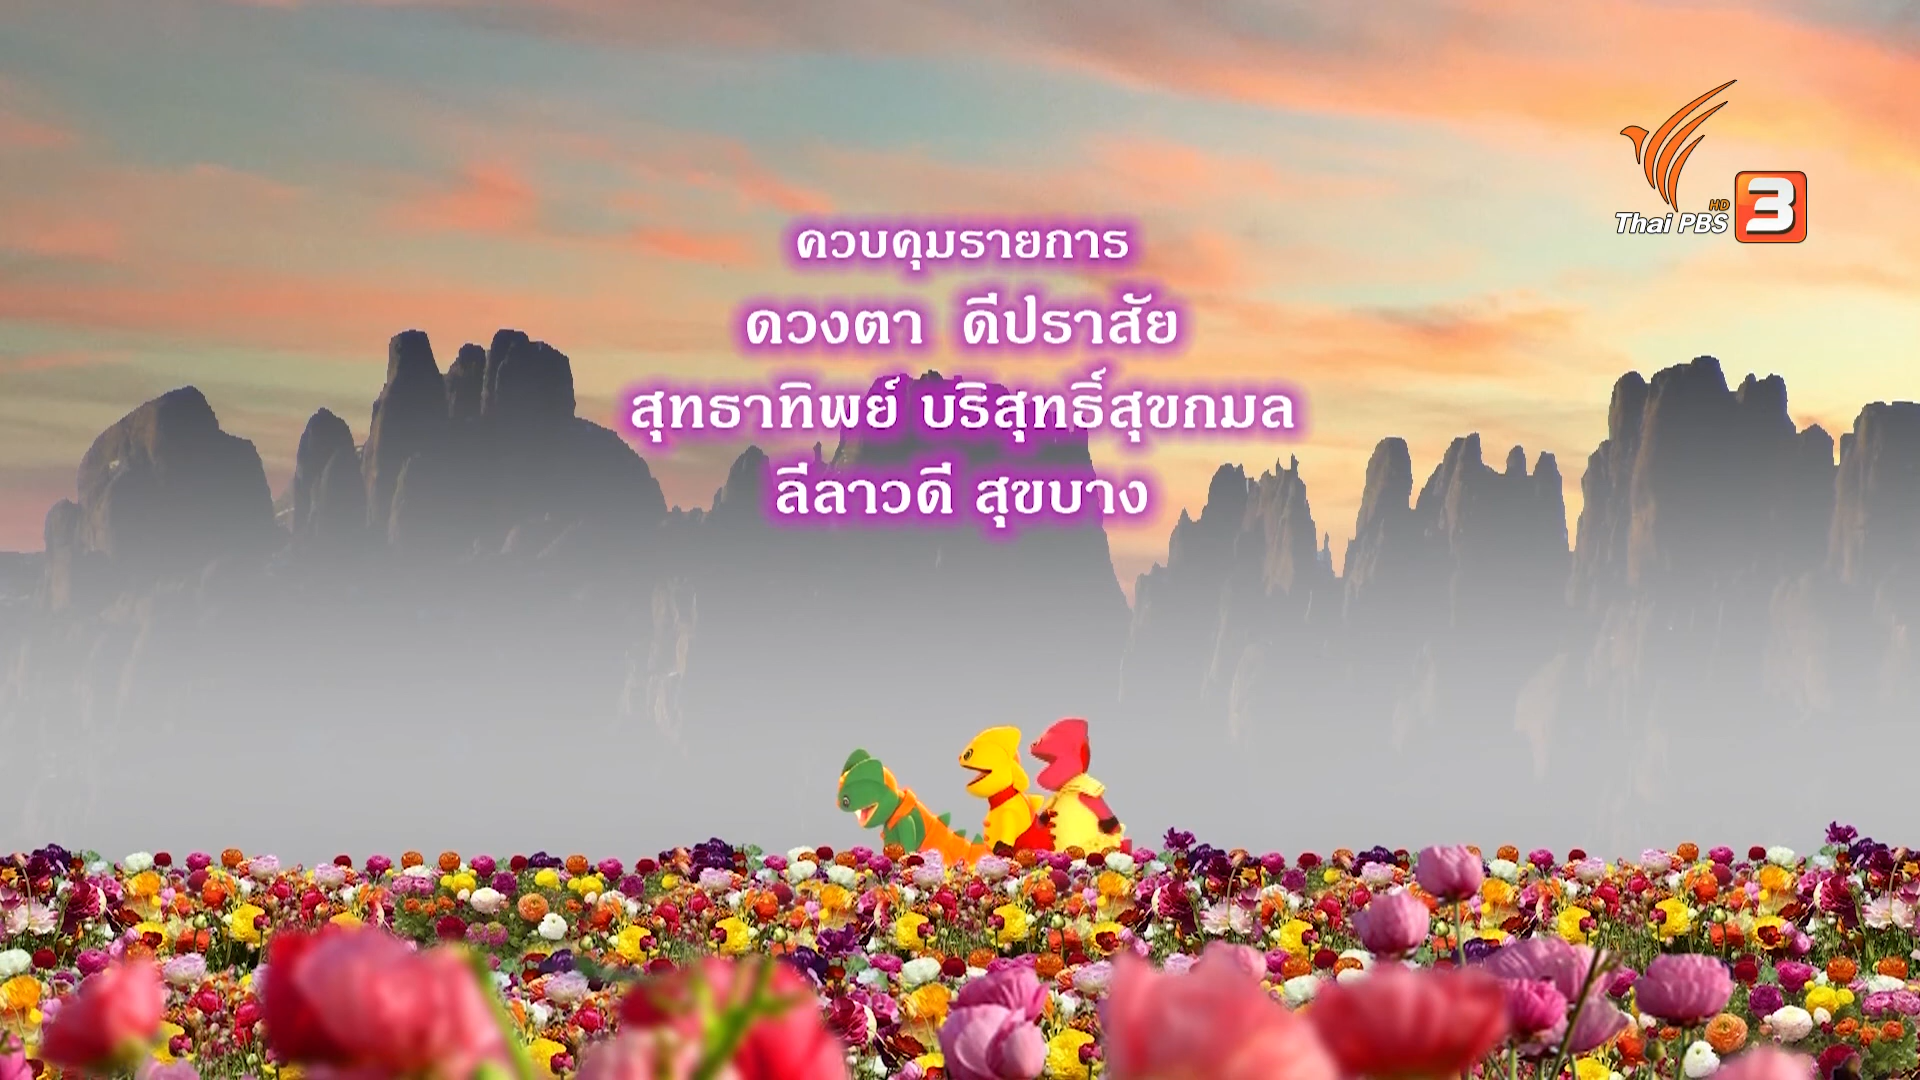 ควบคุมรายการ
ดวงตา ดีปราสัย
สุทธาทิพย์ บริสุทธิ์สุขกมล
ลีลาวดี สุขบาง
HD
Thai PBS 3